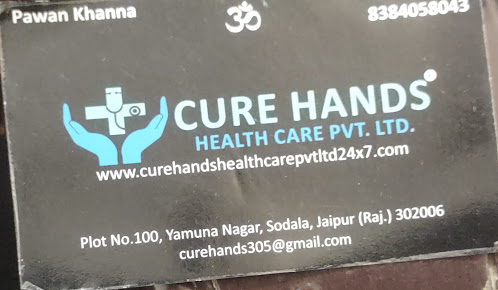 Pawan Khanna
ॐ
8384058043
CURE HANDS
HEALTH CARE PVT. LTD.
www.curehandshealthcarepvtltd24x7.com
Plot No.100, Yamuna Nagar, Sodala, Jaipur (Raj.) 302006
curehands305@gmail.com